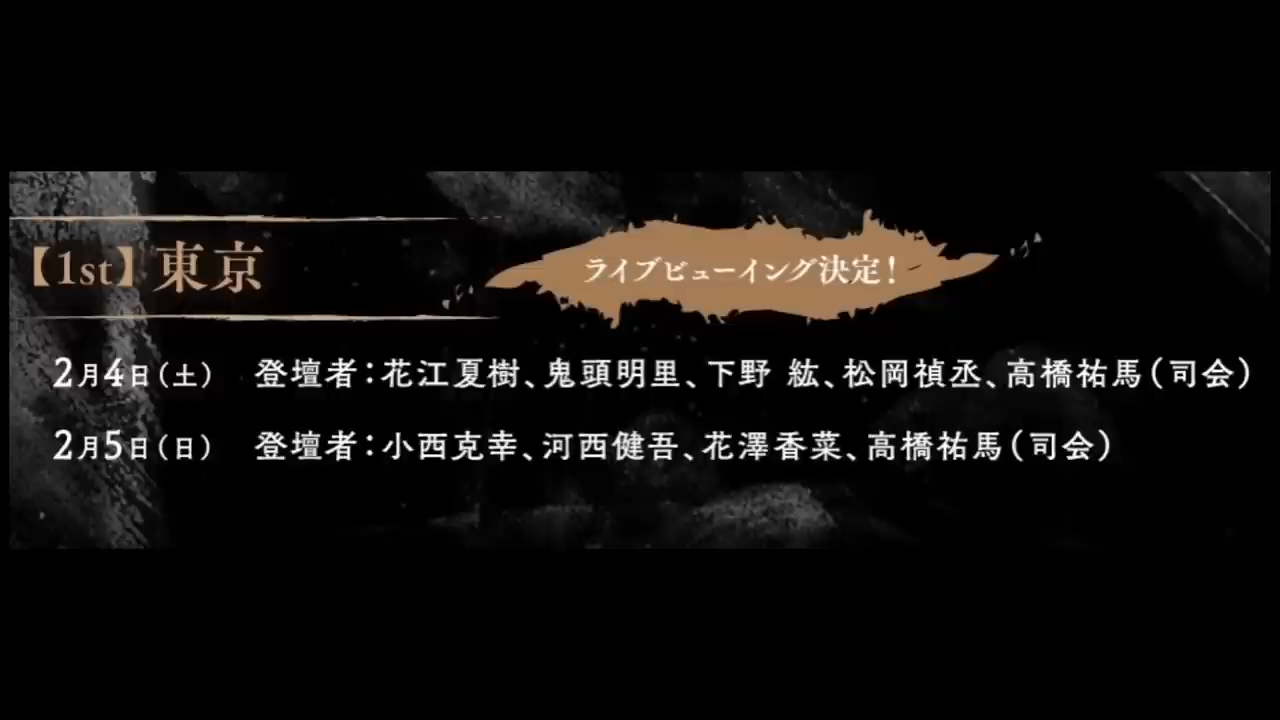 【1st】東京
ライブビューイング決定！
2月4日（土） 登壇者：花江夏樹、鬼頭明里、下野 紘、松岡禎丞、高橋祐馬（司会）
2月5日（日） 登壇者：小西克幸、河西健吾、花澤香菜、高橋祐馬（司会）